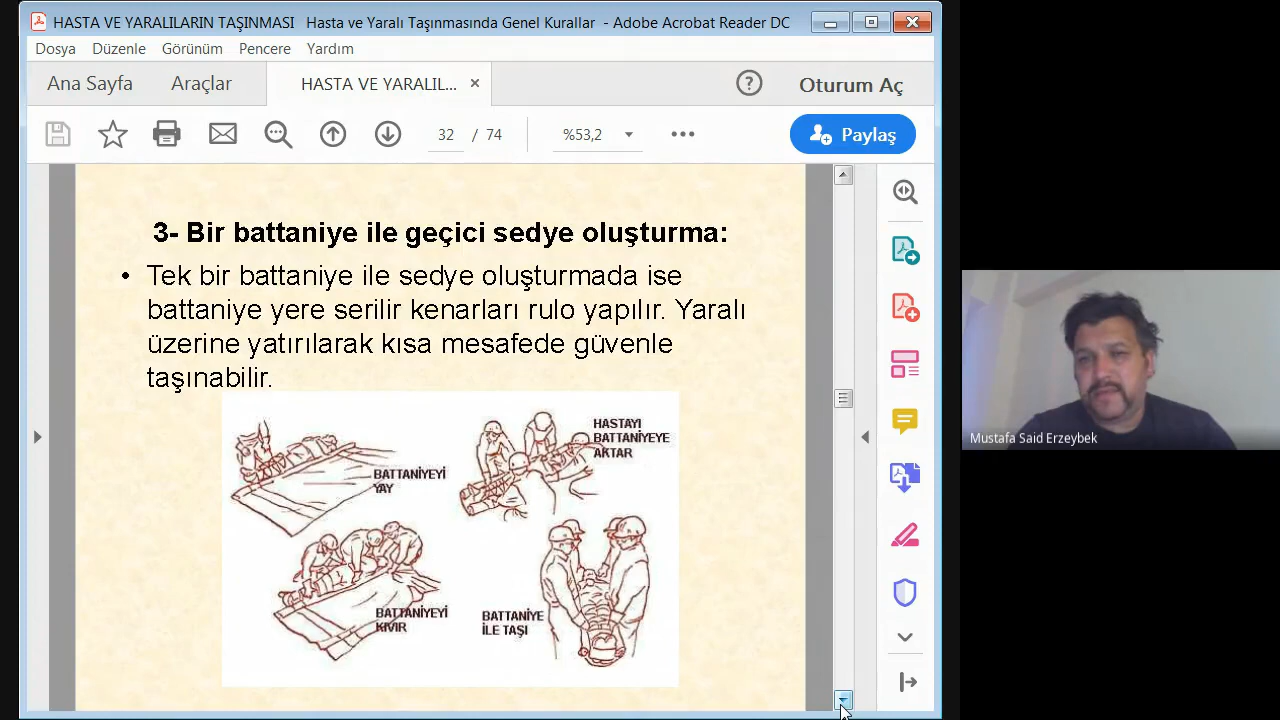 HASTA VE YARALILARIN TAŞINMASI   Hasta ve Yaralı Taşınmasında Genel Kurallar  - Adobe Acrobat Reader DC
Dosya Düzenle Görünüm Pencere Yardım
Ana Sayfa Araçlar HASTA VE YARALIL... × Oturum Aç
32 / 74 %53,2 Paylaş
3- Bir battaniye ile geçici sedye oluşturma:
• Tek bir battaniye ile sedye oluşturmada ise
battaniye yere serilir kenarları rulo yapılır. Yaralı
üzerine yatırılarak kısa mesafede güvenle
taşınabilir.
BATTANİYEYİ
YAY
HASTAYI
BATTANİYEYE
AKTAR
BATTANİYEYİ
KIVIR
BATTANİYE
İLE TAŞI
Mustafa Said Erzeybek